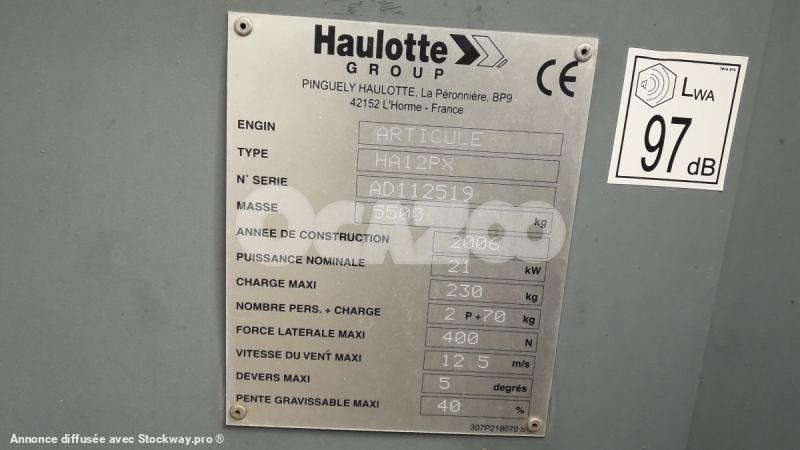 Haulotte
GROUP
PINGUELY HAULOTTE, La Péronnière, BP9
42152 L'Horme - France
CE
ENGIN ARTICULE
TYPE HA12PX
N° SERIE AD112519
MASSE 5500 kg
ANNEE DE CONSTRUCTION 2006
PUISSANCE NOMINALE 21 kW
CHARGE MAXI 230 kg
NOMBRE PERS. + CHARGE 2 P + 70 kg
FORCE LATERALE MAXI 400 N
VITESSE DU VENT MAXI 12.5 m/s
DEVERS MAXI 5 degrés
PENTE GRAVISSABLE MAXI 40 %
307P218070 b
LWA
97 dB
OCAZOO
Annonce diffusée avec Stockway.pro ®